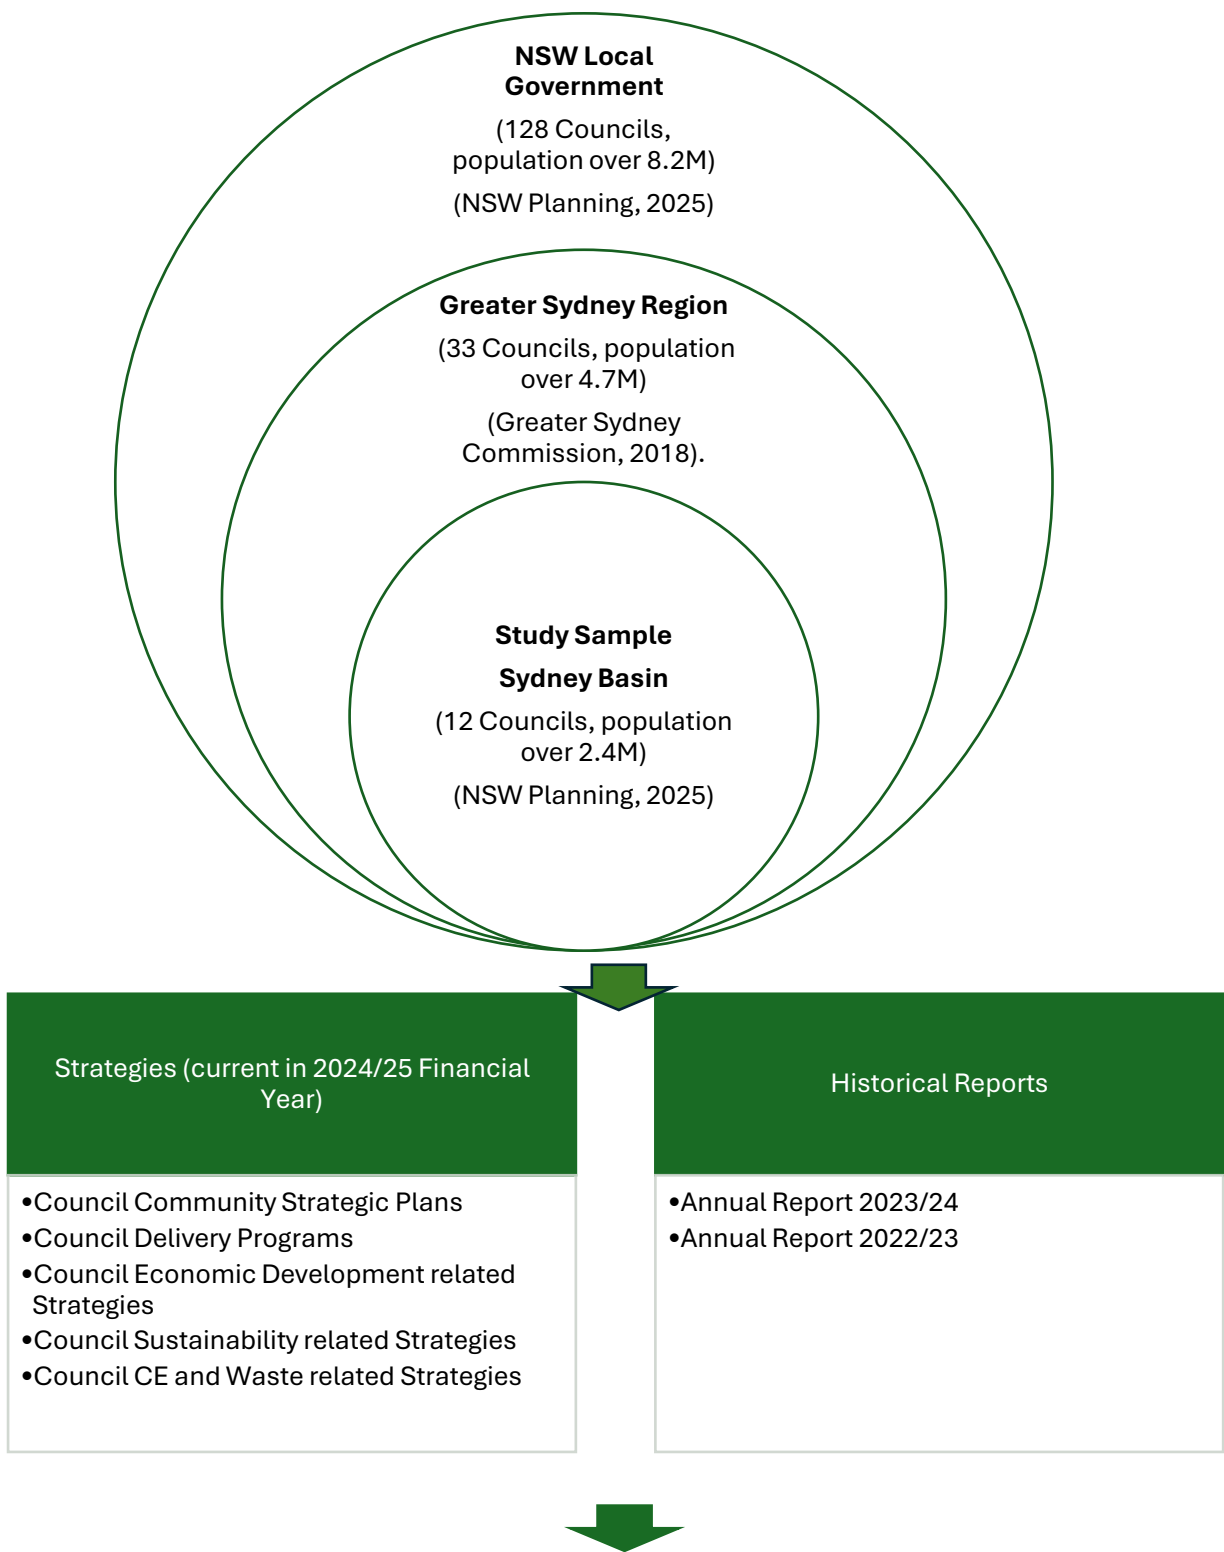 NSW Local
Government
(128 Councils,
population over 8.2M)
(NSW Planning, 2025)
Greater Sydney Region
(33 Councils, population
over 4.7M)
(Greater Sydney
Commission, 2018).
Study Sample
Sydney Basin
(12 Councils, population
over 2.4M)
(NSW Planning, 2025)
Strategies (current in 2024/25 Financial
Year)
•Council Community Strategic Plans
•Council Delivery Programs
•Council Economic Development related
Strategies
•Council Sustainability related Strategies
•Council CE and Waste related Strategies
Historical Reports
•Annual Report 2023/24
•Annual Report 2022/23